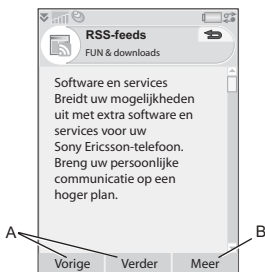 RSS-feeds
FUN & downloads
Software en services
Breidt uw mogelijkheden
uit met extra software en
services voor uw
Sony Ericsson-telefoon.
Breng uw persoonlijke
communicatie op een
hoger plan.
A
B
Vorige Verder Meer